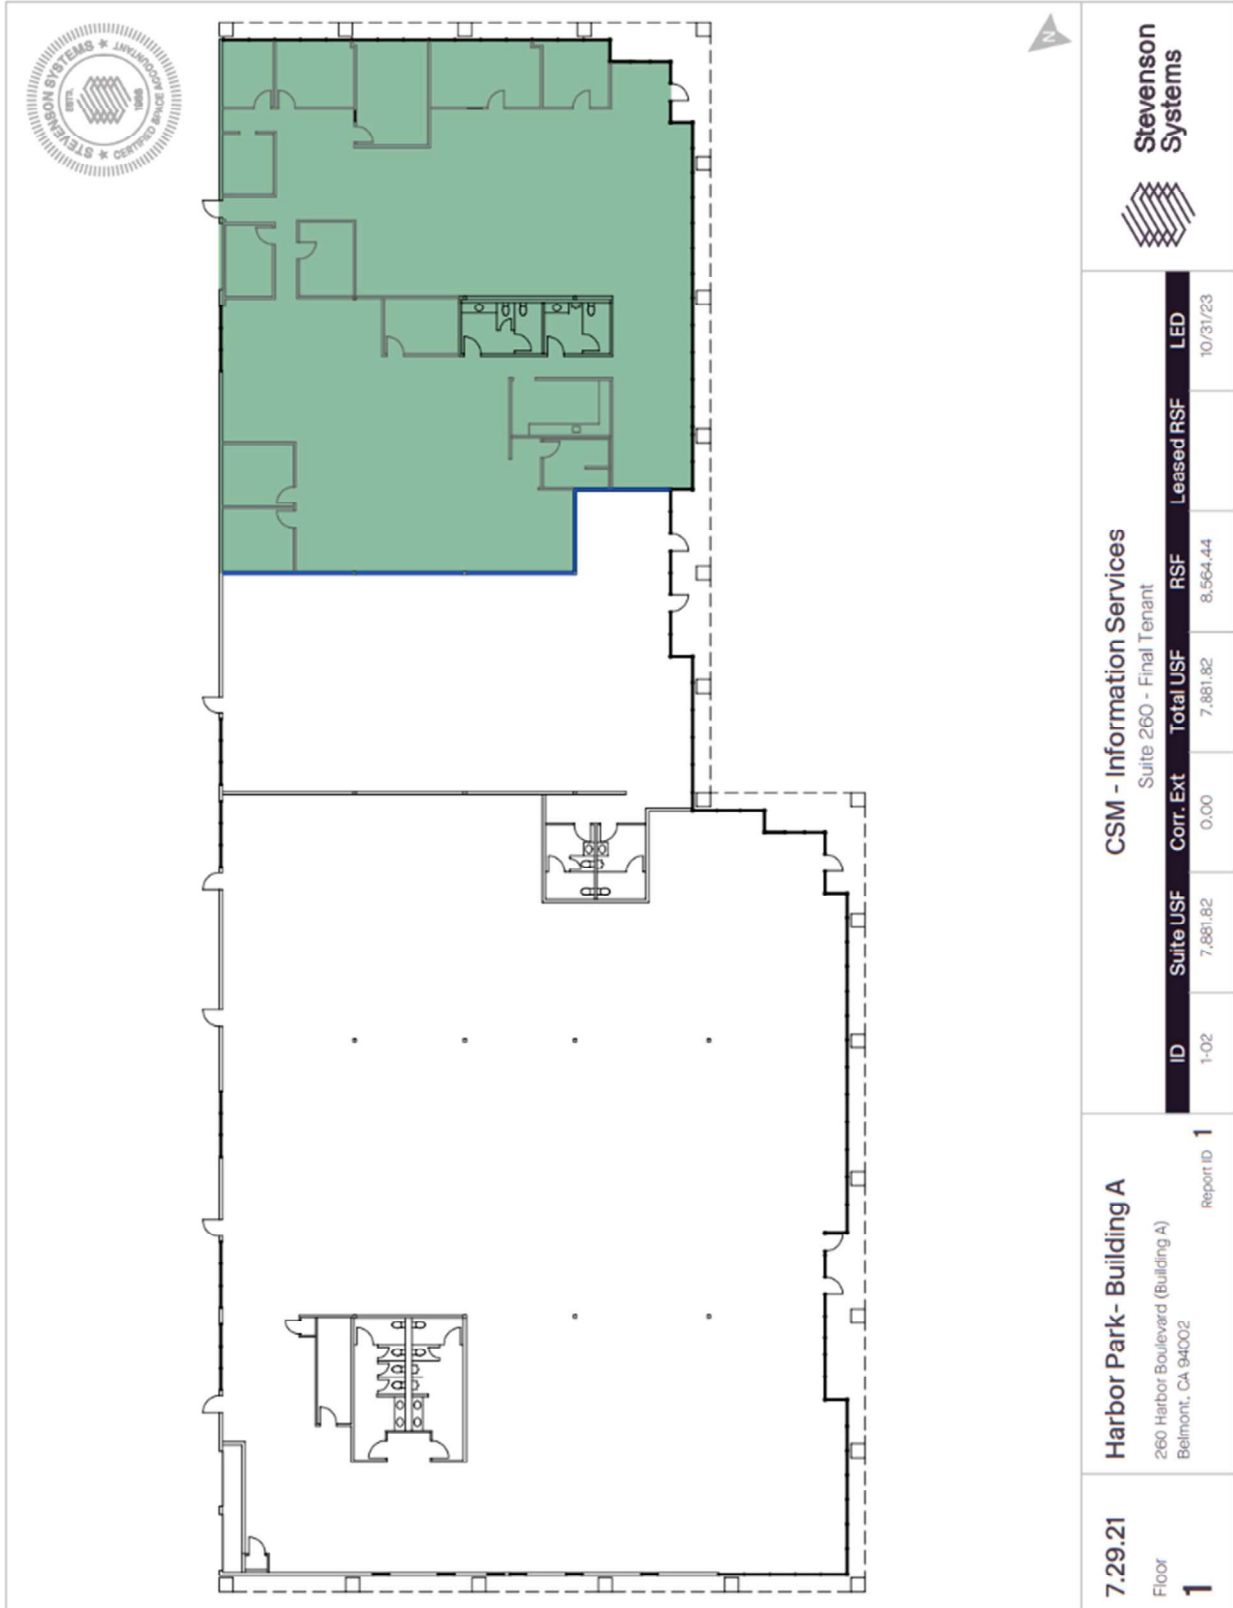 STEVENSON SYSTEMS ★ CERTIFIED SPACE ACCOUNTANT ★
ESTD.
1986
N
7.29.21
Floor
1
Harbor Park- Building A
260 Harbor Boulevard (Building A)
Belmont, CA 94002
Report ID 1
CSM - Information Services
Suite 260 - Final Tenant
ID Suite USF Corr. Ext Total USF RSF Leased RSF LED
1-02 7,881.82 0.00 7,881.82 8,564.44 10/31/23
Stevenson
Systems